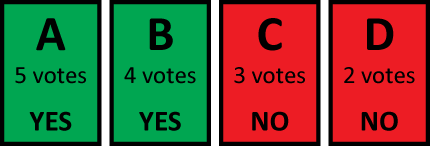 A B C D
5 votes 4 votes 3 votes 2 votes
YES YES NO NO